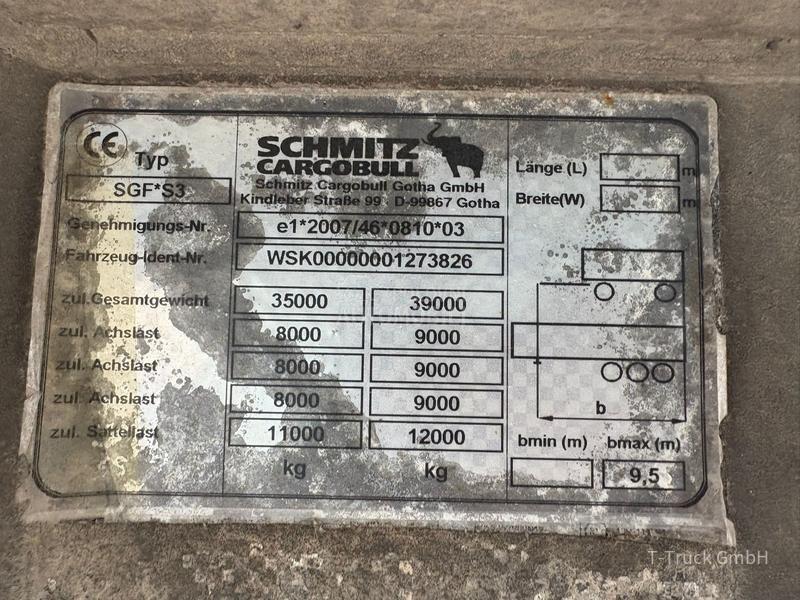 CE Typ
SGF*S3
SCHMITZ
CARGOBULL
Schmitz Cargobull Gotha GmbH
Kindleber Straße 99 D-99867 Gotha
Länge (L) m
Breite(W) m
Genehmigungs-Nr. e1*2007/46*0810*03
Fahrzeug-Ident-Nr. WSK00000001273826
zul.Gesamtgewicht 35000 39000
zul. Achslast 8000 9000
zul. Achslast 8000 9000
zul. Achslast 8000 9000
zul. Sattellast 11000 12000
kg kg
b
bmin (m) bmax (m)
9,5
T-Truck GmbH